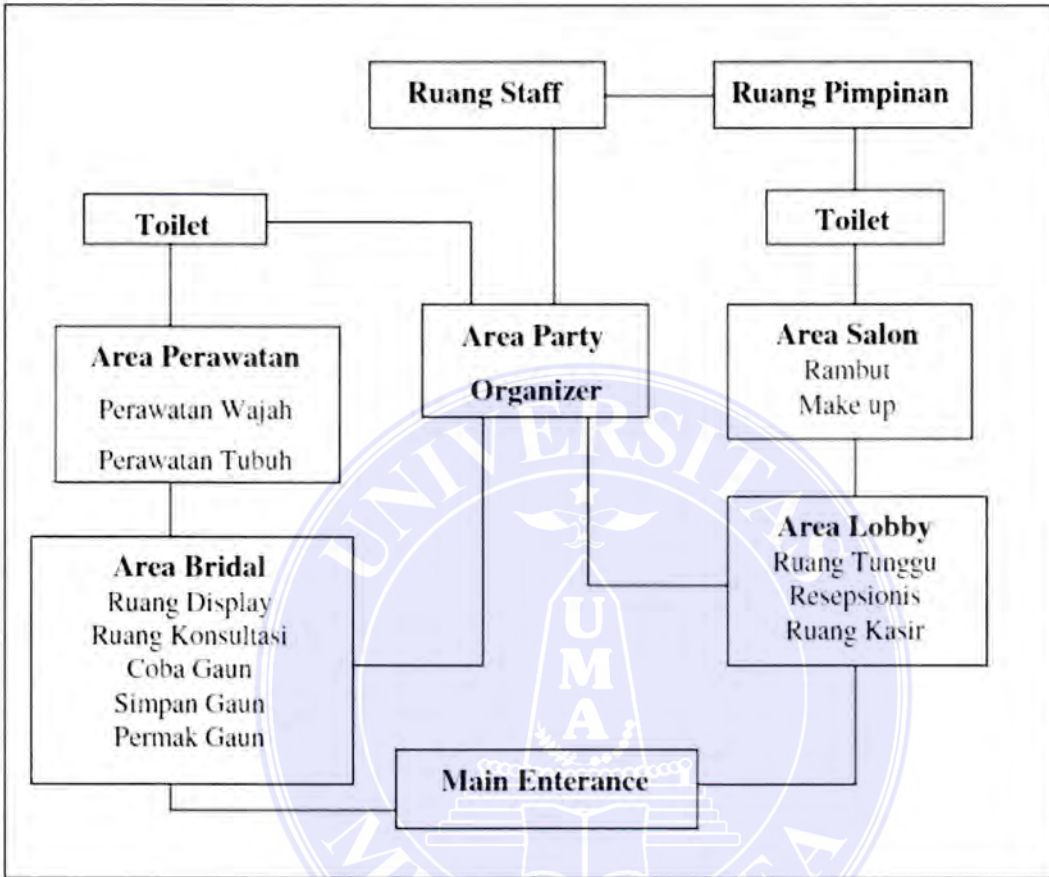 Ruang Staff
Ruang Pimpinan
Toilet
Toilet
Area Party
Organizer
Area Perawatan
Perawatan Wajah
Perawatan Tubuh
Area Salon
Rambut
Make up
Area Bridal
Ruang Display
Ruang Konsultasi
Coba Gaun
Simpan Gaun
Permak Gaun
Area Lobby
Ruang Tunggu
Resepsionis
Ruang Kasir
Main Enterance
UNIVERSITAS
U
M
A